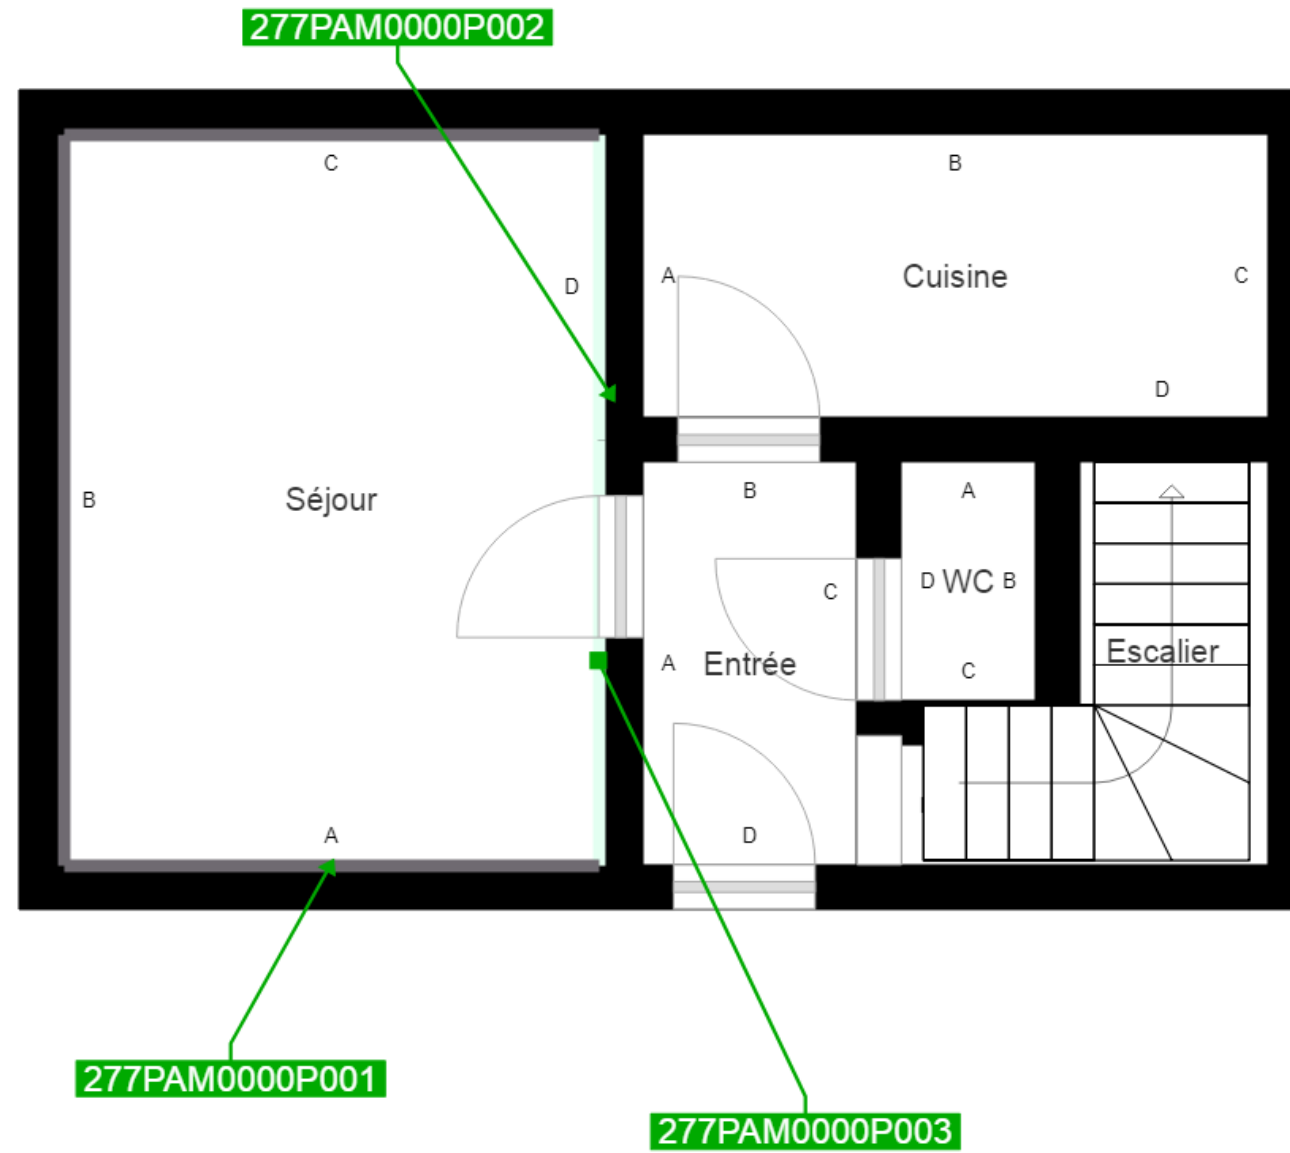 277PAM0000P002
C
B
D
A
Cuisine
C
D
B
Séjour
B
A
C
D
WC
B
A
Entrée
C
Escalier
A
D
277PAM0000P001
277PAM0000P003